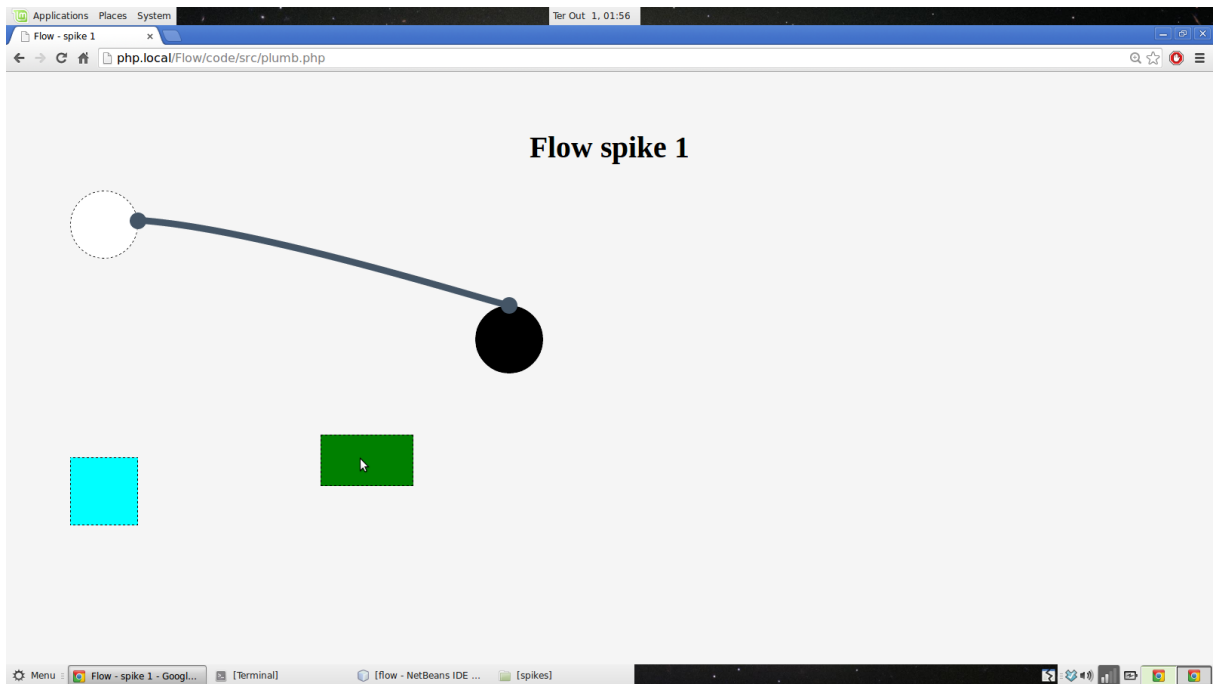 Applications Places System
Ter Out 1, 01:56
Flow - spike 1
php.local/Flow/code/src/plumb.php
Flow spike 1
Menu
Flow - spike 1 - Googl...
[Terminal]
[flow - NetBeans IDE ...
[spikes]